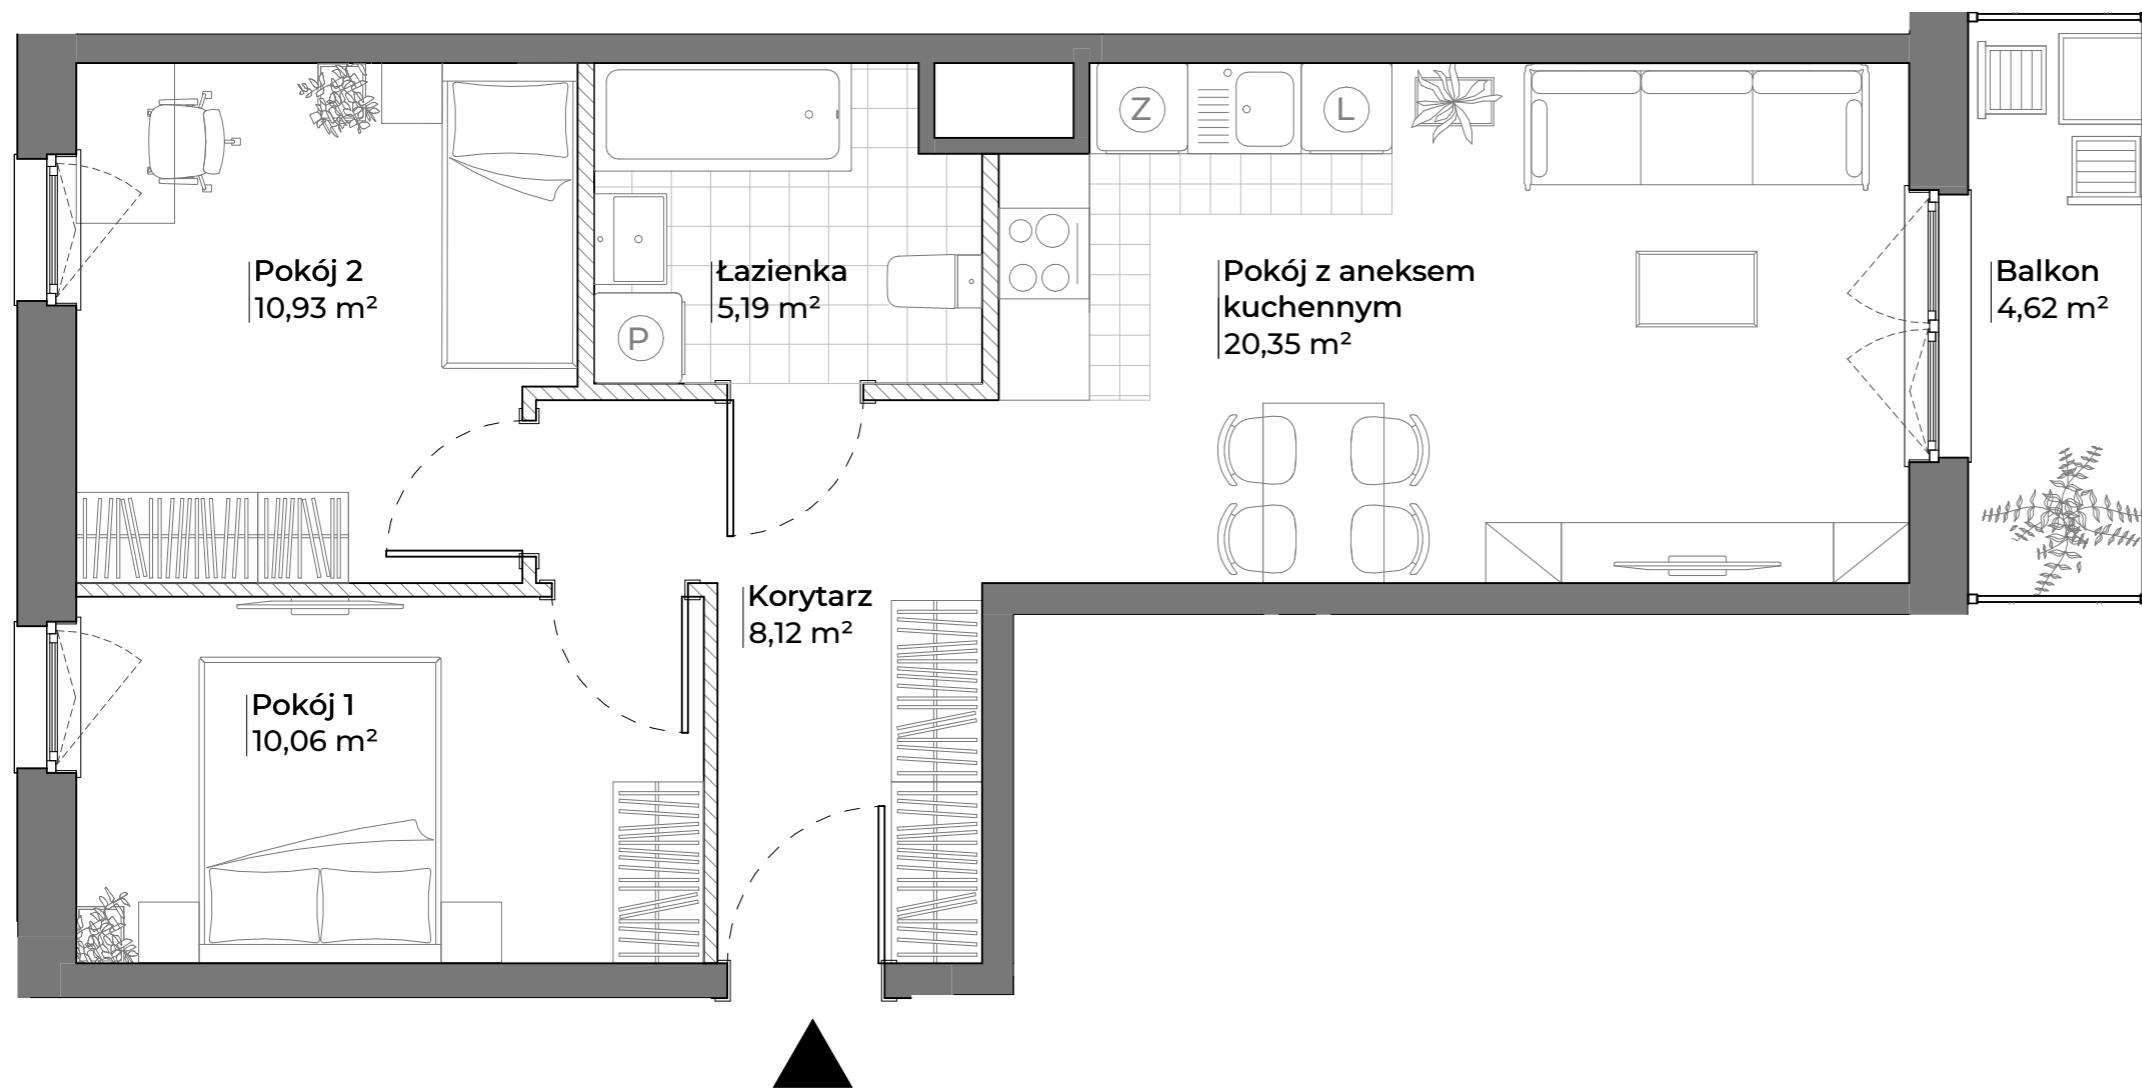 Z
L
Pokój 2
10,93 m²
Łazienka
5,19 m²
P
Pokój z aneksem
kuchennym
20,35 m²
Balkon
4,62 m²
Korytarz
8,12 m²
Pokój 1
10,06 m²